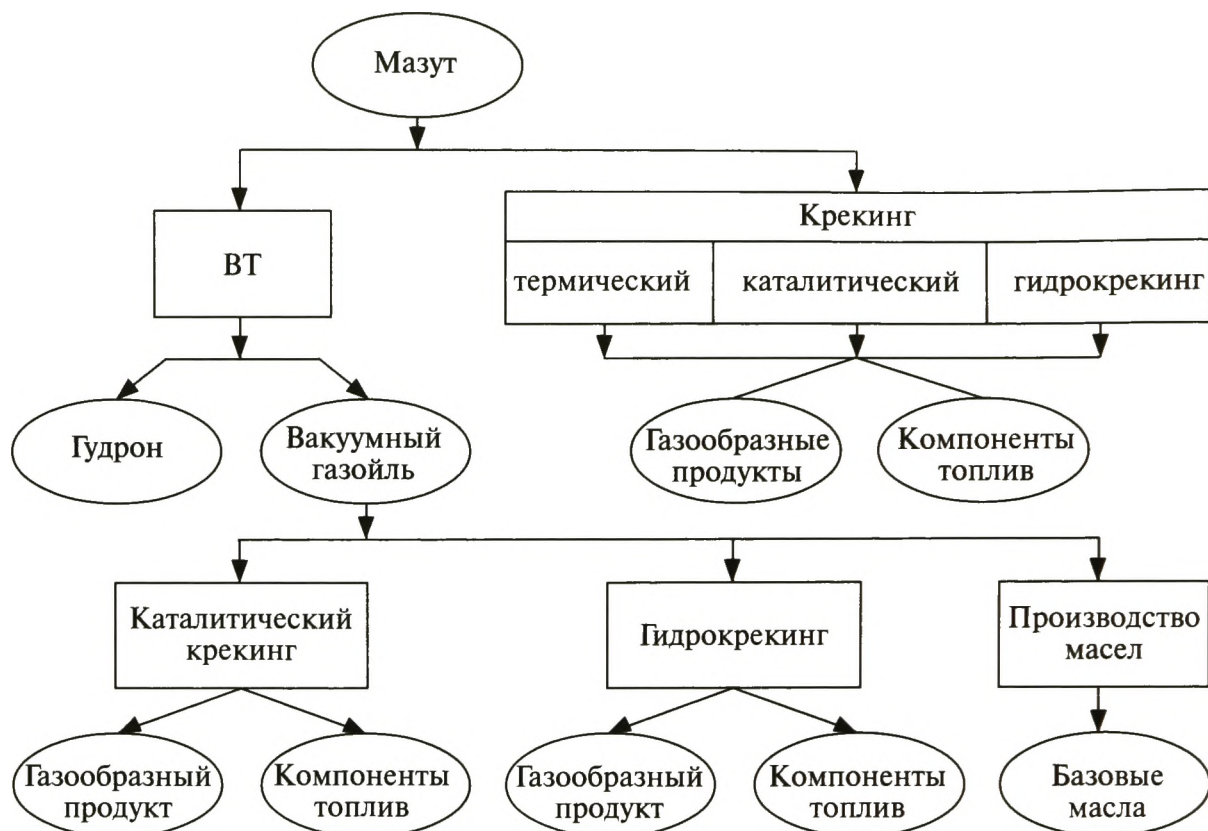 Мазут
ВТ
Крекинг
термический
каталитический
гидрокрекинг
Гудрон
Вакуумный
газойль
Газообразные
продукты
Компоненты
топлив
Каталитический
крекинг
Гидрокрекинг
Производство
масел
Газообразный
продукт
Компоненты
топлив
Газообразный
продукт
Компоненты
топлив
Базовые
масла